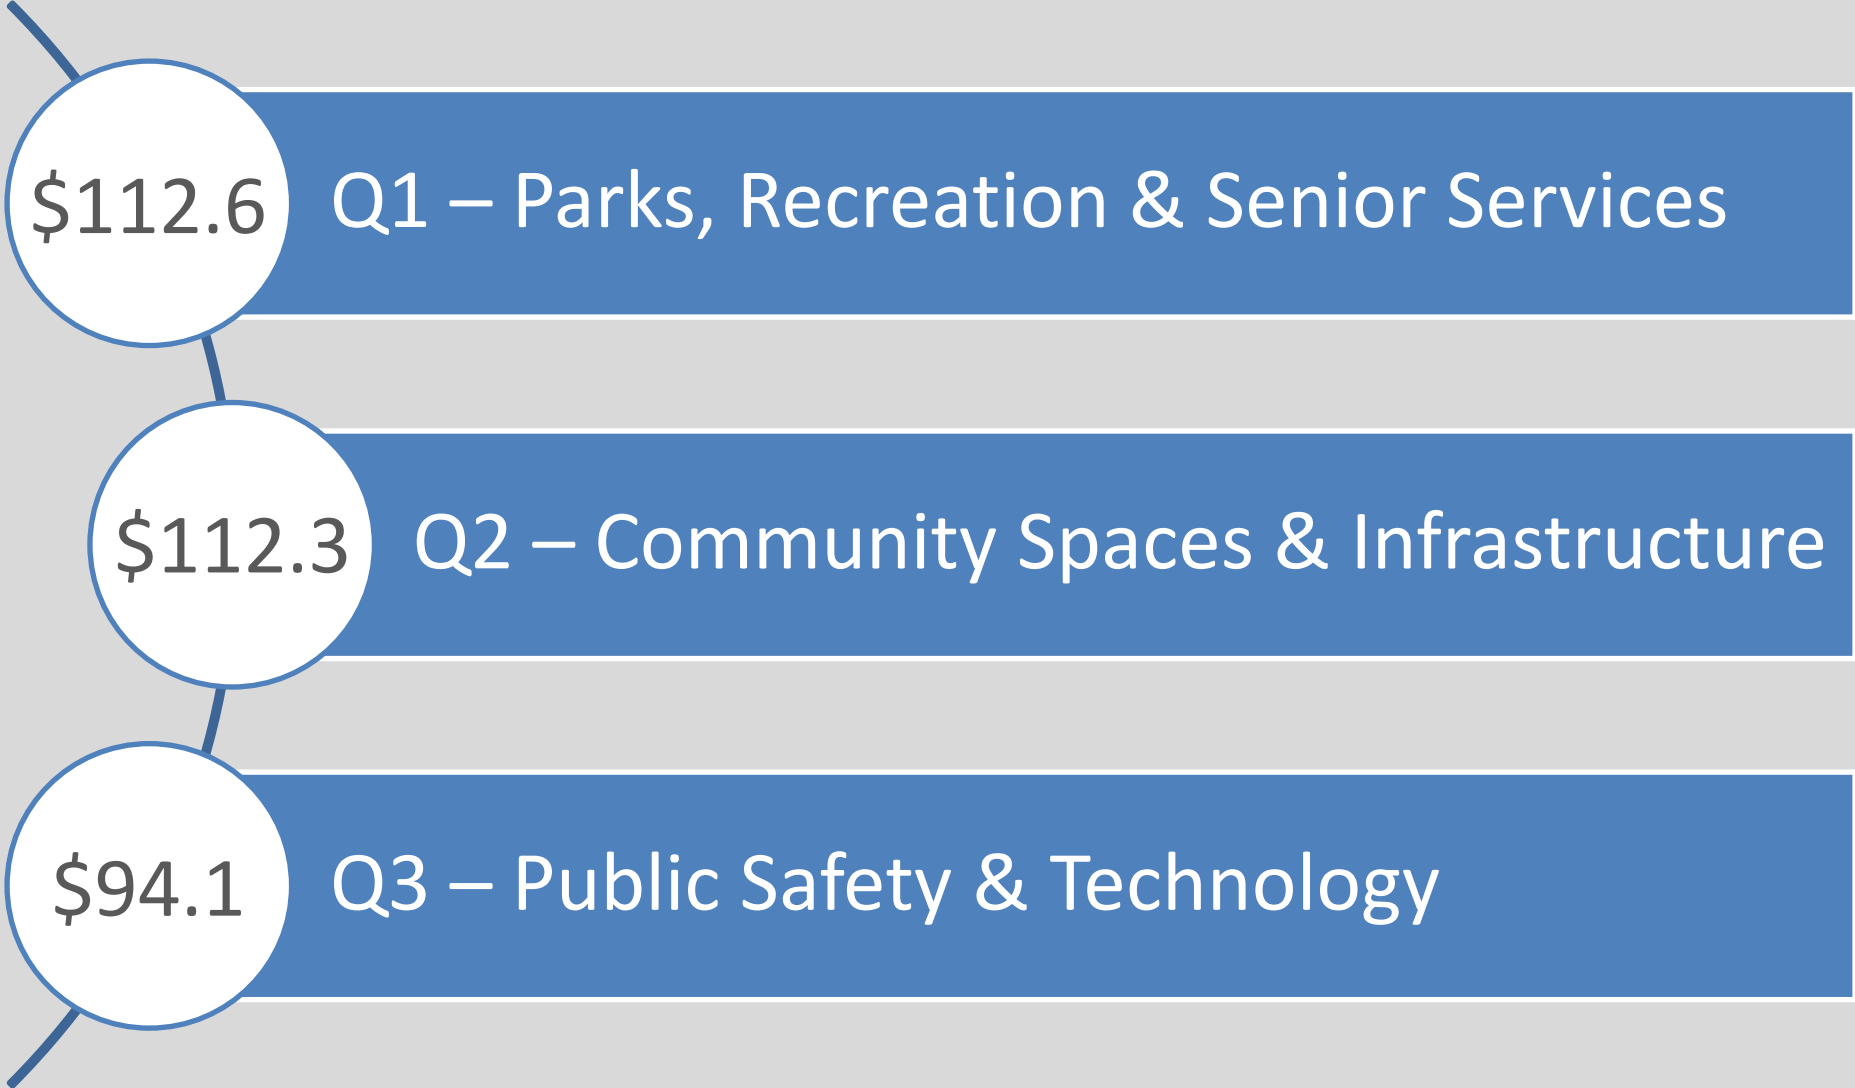 $112.6
Q1 – Parks, Recreation & Senior Services
$112.3
Q2 – Community Spaces & Infrastructure
$94.1
Q3 – Public Safety & Technology